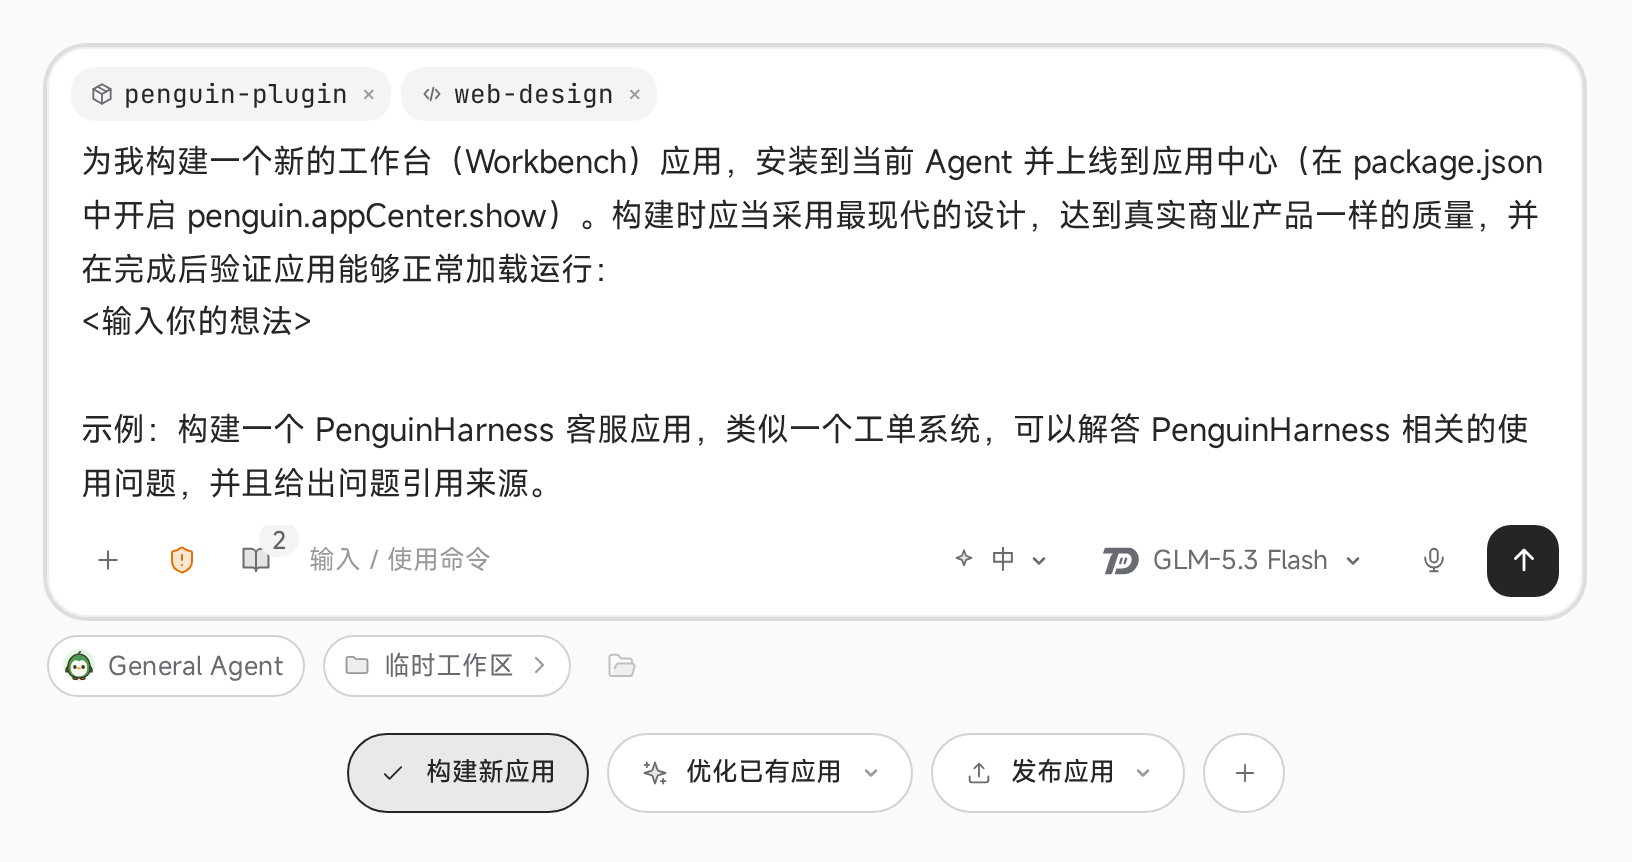 penguin-plugin × web-design ×
为我构建一个新的工作台（Workbench）应用，安装到当前 Agent 并上线到应用中心（在 package.json
中开启 penguin.appCenter.show）。构建时应当采用最现代的设计，达到真实商业产品一样的质量，并
在完成后验证应用能够正常加载运行：
<输入你的想法>
示例：构建一个 PenguinHarness 客服应用，类似一个工单系统，可以解答 PenguinHarness 相关的使
用问题，并且给出问题引用来源。
2 输入 / 使用命令 中 GLM-5.3 Flash
General Agent 临时工作区
构建新应用 优化已有应用 发布应用